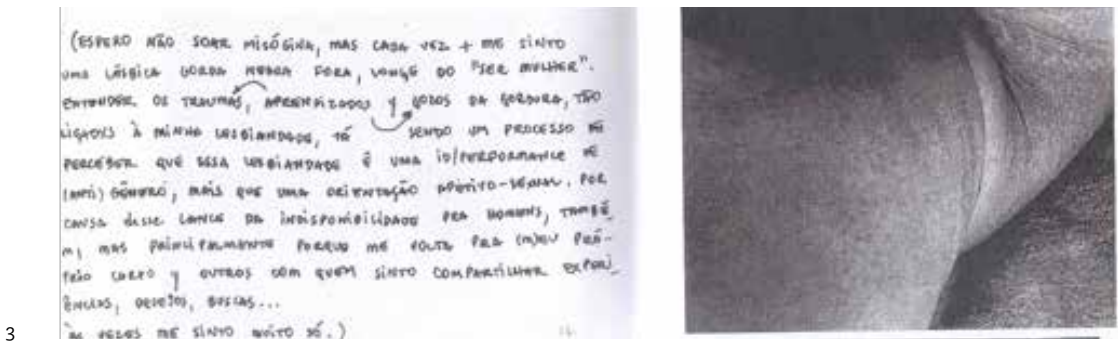 (ESPERO NÃO SOAR MISÓGINA, MAS CADA VEZ + ME SINTO
UMA LÉSBICA GORDA NEGRA FORA, LONGE DO "SER MULHER".
ENTENDER OS TRAUMAS, APRENDIZADOS Y GOZOS DA GORDURA, TÃO
LIGADOS À MINHA LESBIANDADE, TÁ SENDO UM PROCESSO DE
PERCEBER QUE ESSA LESBIANDADE É UMA ID/PERFORMANCE DE
(ANTI) GÊNERO, MAIS QUE UMA ORIENTAÇÃO AFETIVO-SEXUAL. POR
CAUSA DESSE LANCE DA INDISPONIBILIDADE PRA HOMENS, TAMBÉ
M, MAS PRINCIPALMENTE PORQUE ME VOLTA PRA (M)EU PRÓ-
PRIO CORPO Y OUTROS COM QUEM SINTO COMPARTILHAR EXPERI
ÊNCIAS, DESEJOS, BUSCAS...
ÀS VEZES ME SINTO MUITO SÓ.)
3